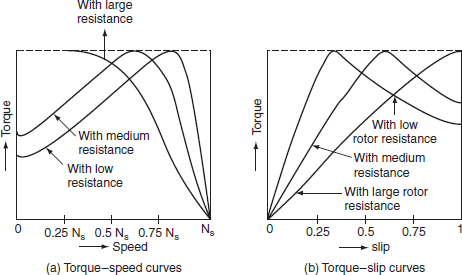 With large
resistance
Torque
With medium
resistance
With low
resistance
0
0.25 Ns
0.5 Ns
0.75 Ns
Ns
Speed
(a) Torque–speed curves
Torque
With low
rotor resistance
With medium
resistance
With large rotor
resistance
0
0.25
0.5
0.75
1
slip
(b) Torque–slip curves